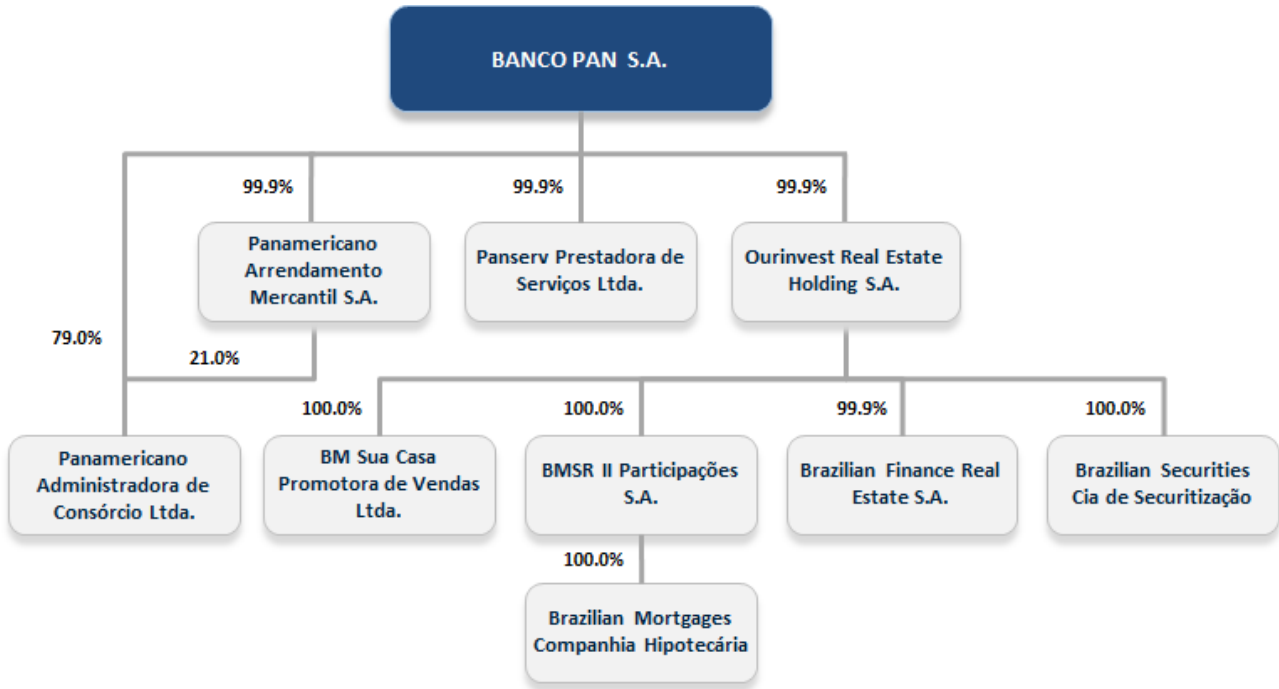 BANCO PAN S.A.
99.9%
99.9%
99.9%
Panamericano
Arrendamento
Mercantil S.A.
Panserv Prestadora de
Serviços Ltda.
Ourinvest Real Estate
Holding S.A.
79.0%
21.0%
100.0%
100.0%
99.9%
100.0%
Panamericano
Administradora de
Consórcio Ltda.
BM Sua Casa
Promotora de Vendas
Ltda.
BMSR II Participações
S.A.
Brazilian Finance Real
Estate S.A.
Brazilian Securities
Cia de Securitização
100.0%
Brazilian Mortgages
Companhia Hipotecária